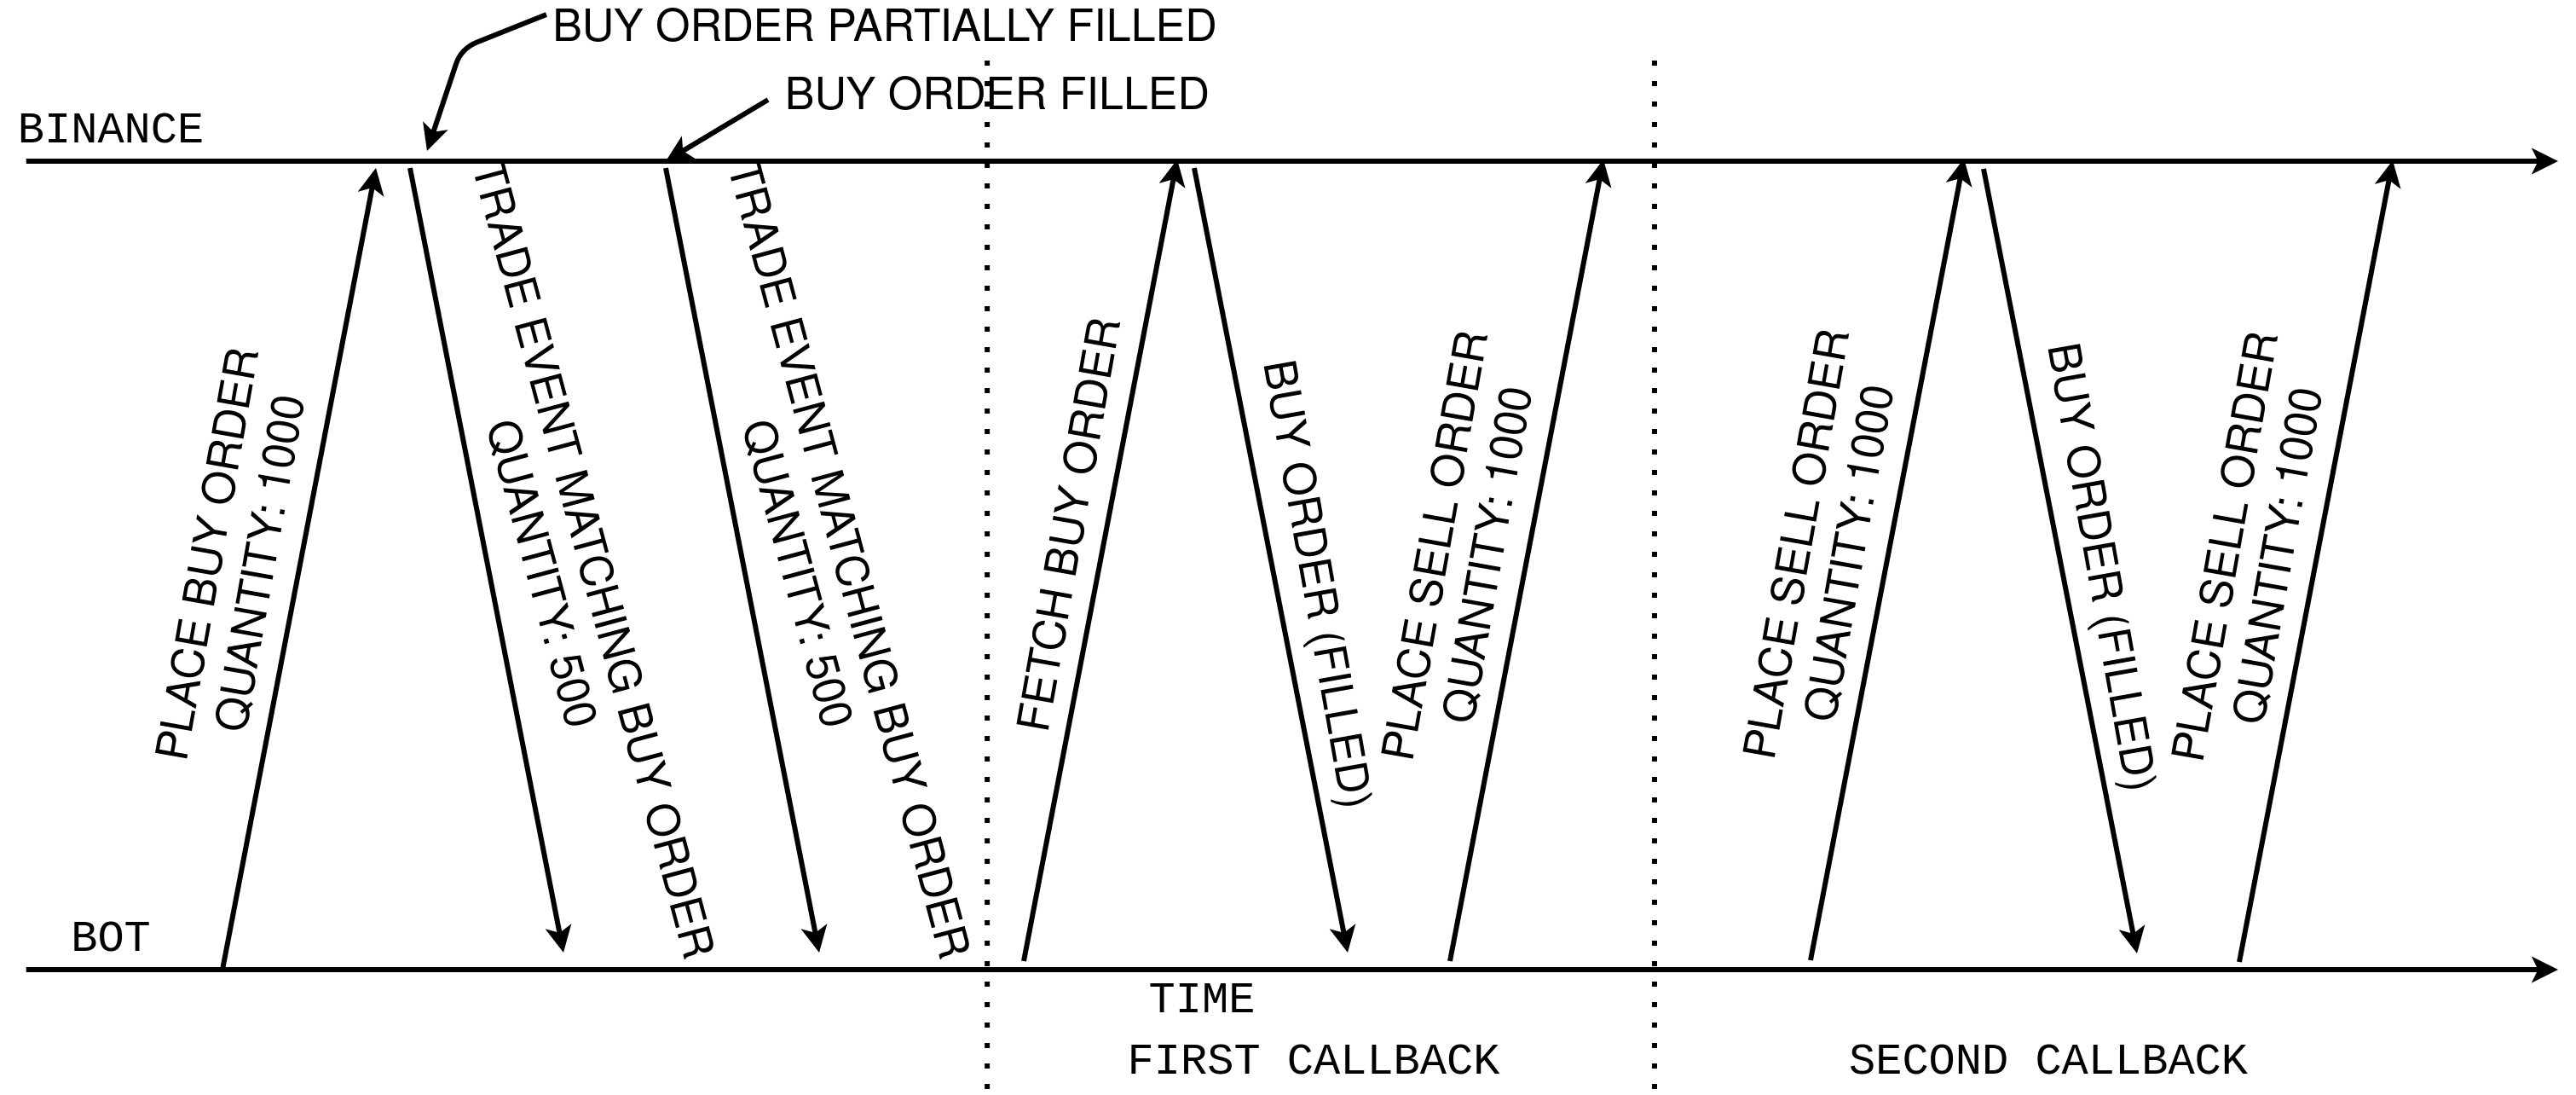 BUY ORDER PARTIALLY FILLED
BUY ORDER FILLED
BINANCE
PLACE BUY ORDER
QUANTITY: 1000
TRADE EVENT MATCHING BUY ORDER
QUANTITY: 500
TRADE EVENT MATCHING BUY ORDER
QUANTITY: 500
FETCH BUY ORDER
BUY ORDER (FILLED)
PLACE SELL ORDER
QUANTITY: 1000
PLACE SELL ORDER
QUANTITY: 1000
BUY ORDER (FILLED)
PLACE SELL ORDER
QUANTITY: 1000
BOT
TIME
FIRST CALLBACK
SECOND CALLBACK